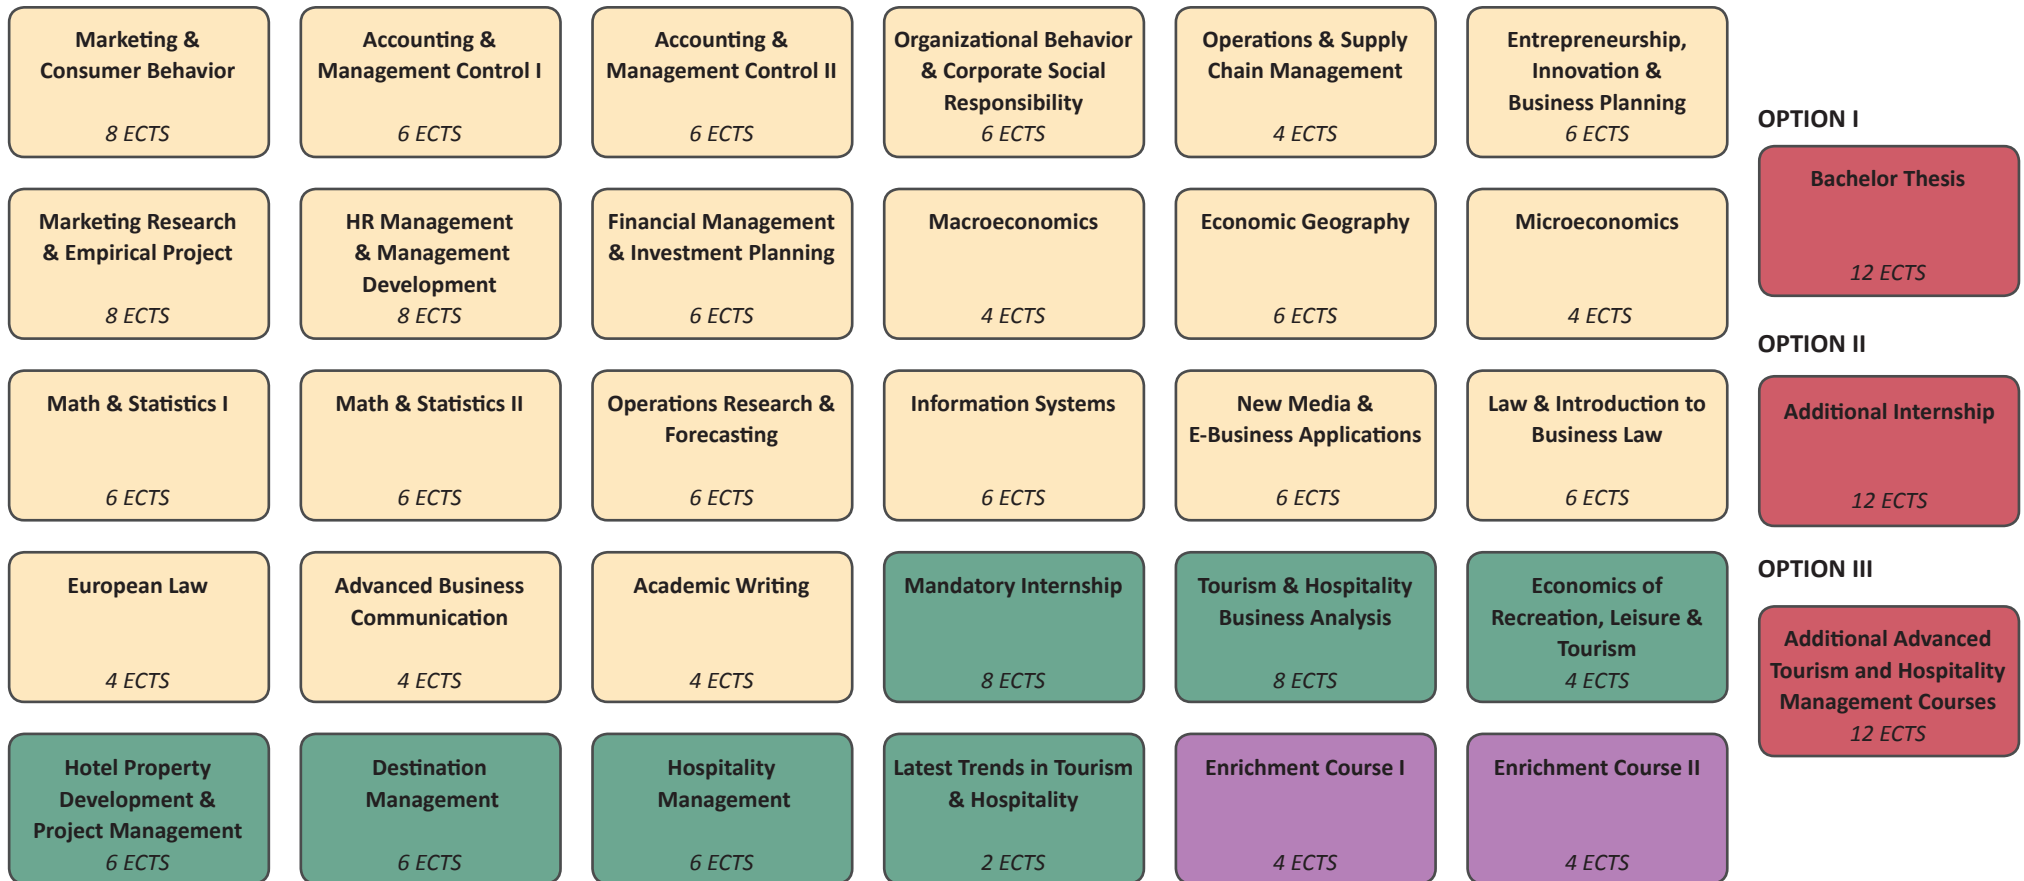 Marketing &
Consumer Behavior
8 ECTS
Accounting &
Management Control I
6 ECTS
Accounting &
Management Control II
6 ECTS
Organizational Behavior
& Corporate Social
Responsibility
6 ECTS
Operations & Supply
Chain Management
4 ECTS
Entrepreneurship,
Innovation &
Business Planning
6 ECTS
Marketing Research
& Empirical Project
8 ECTS
HR Management
& Management
Development
8 ECTS
Financial Management
& Investment Planning
6 ECTS
Macroeconomics
4 ECTS
Economic Geography
6 ECTS
Microeconomics
4 ECTS
Math & Statistics I
6 ECTS
Math & Statistics II
6 ECTS
Operations Research &
Forecasting
6 ECTS
Information Systems
6 ECTS
New Media &
E-Business Applications
6 ECTS
Law & Introduction to
Business Law
6 ECTS
European Law
4 ECTS
Advanced Business
Communication
4 ECTS
Academic Writing
4 ECTS
Mandatory Internship
8 ECTS
Tourism & Hospitality
Business Analysis
8 ECTS
Economics of
Recreation, Leisure &
Tourism
4 ECTS
Hotel Property
Development &
Project Management
6 ECTS
Destination
Management
6 ECTS
Hospitality
Management
6 ECTS
Latest Trends in Tourism
& Hospitality
2 ECTS
Enrichment Course I
4 ECTS
Enrichment Course II
4 ECTS
OPTION I
Bachelor Thesis
12 ECTS
OPTION II
Additional Internship
12 ECTS
OPTION III
Additional Advanced
Tourism and Hospitality
Management Courses
12 ECTS